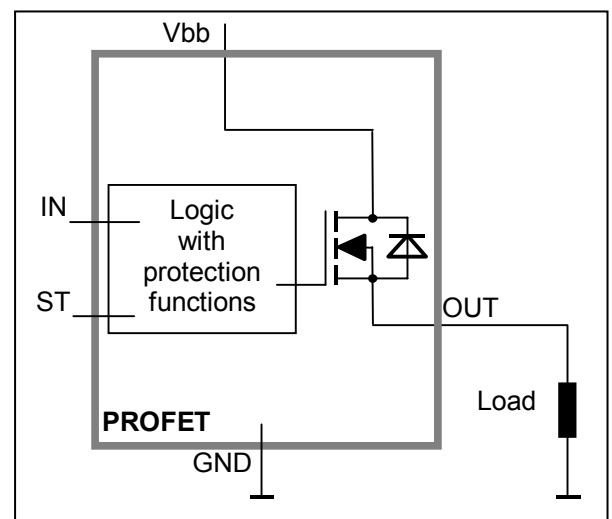 Vbb
IN
Logic
with
protection
functions
ST
OUT
Load
PROFET
GND